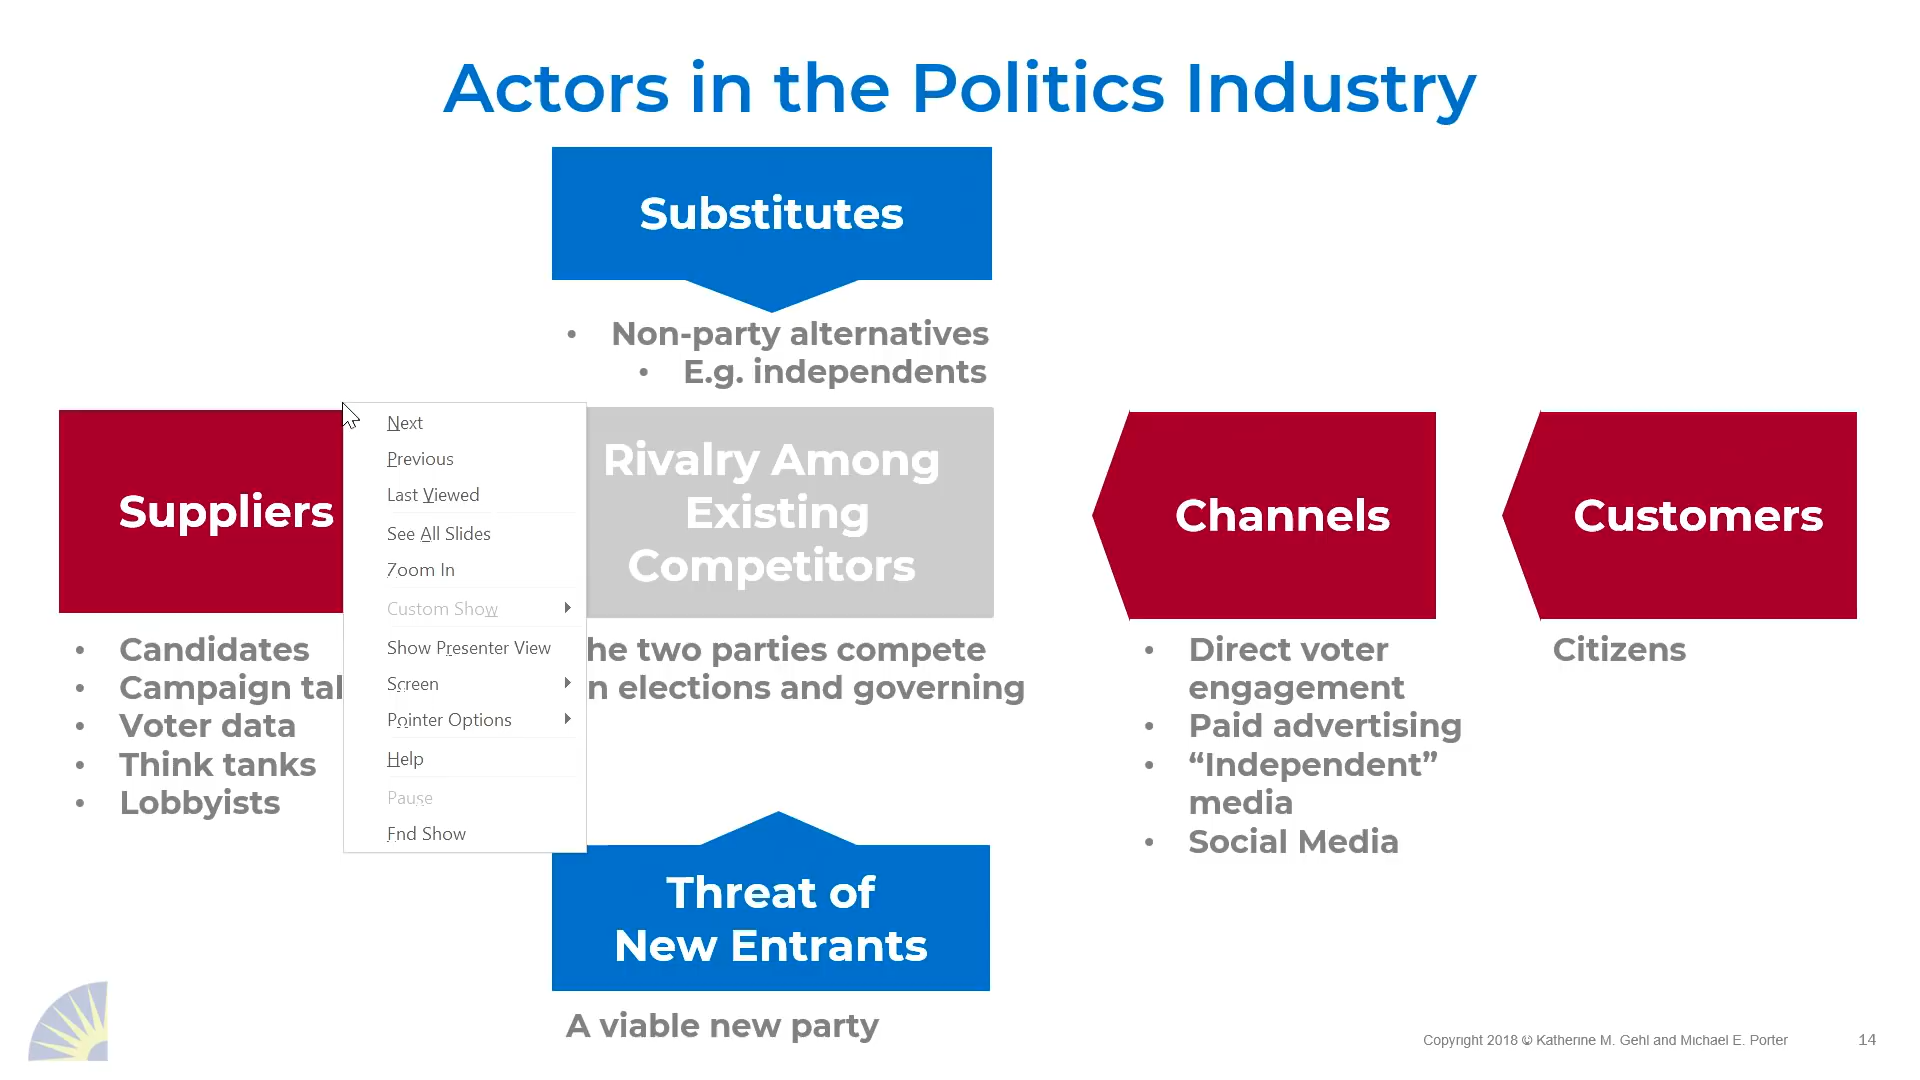 Actors in the Politics Industry
Substitutes
• Non-party alternatives
• E.g. independents
Suppliers
• Candidates
• Campaign
• Voter data
• Think tanks
• Lobbyists
Next
Previous
Last Viewed
See All Slides
Zoom In
Custom Show
Show Presenter View
Screen
Pointer Options
Help
Pause
End Show
Rivalry Among
Existing
Competitors
two parties compete
elections and governing
Threat of
New Entrants
A viable new party
Channels
• Direct voter
engagement
• Paid advertising
• “Independent”
media
• Social Media
Customers
Citizens
Copyright 2018 © Katherine M. Gehl and Michael E. Porter
14